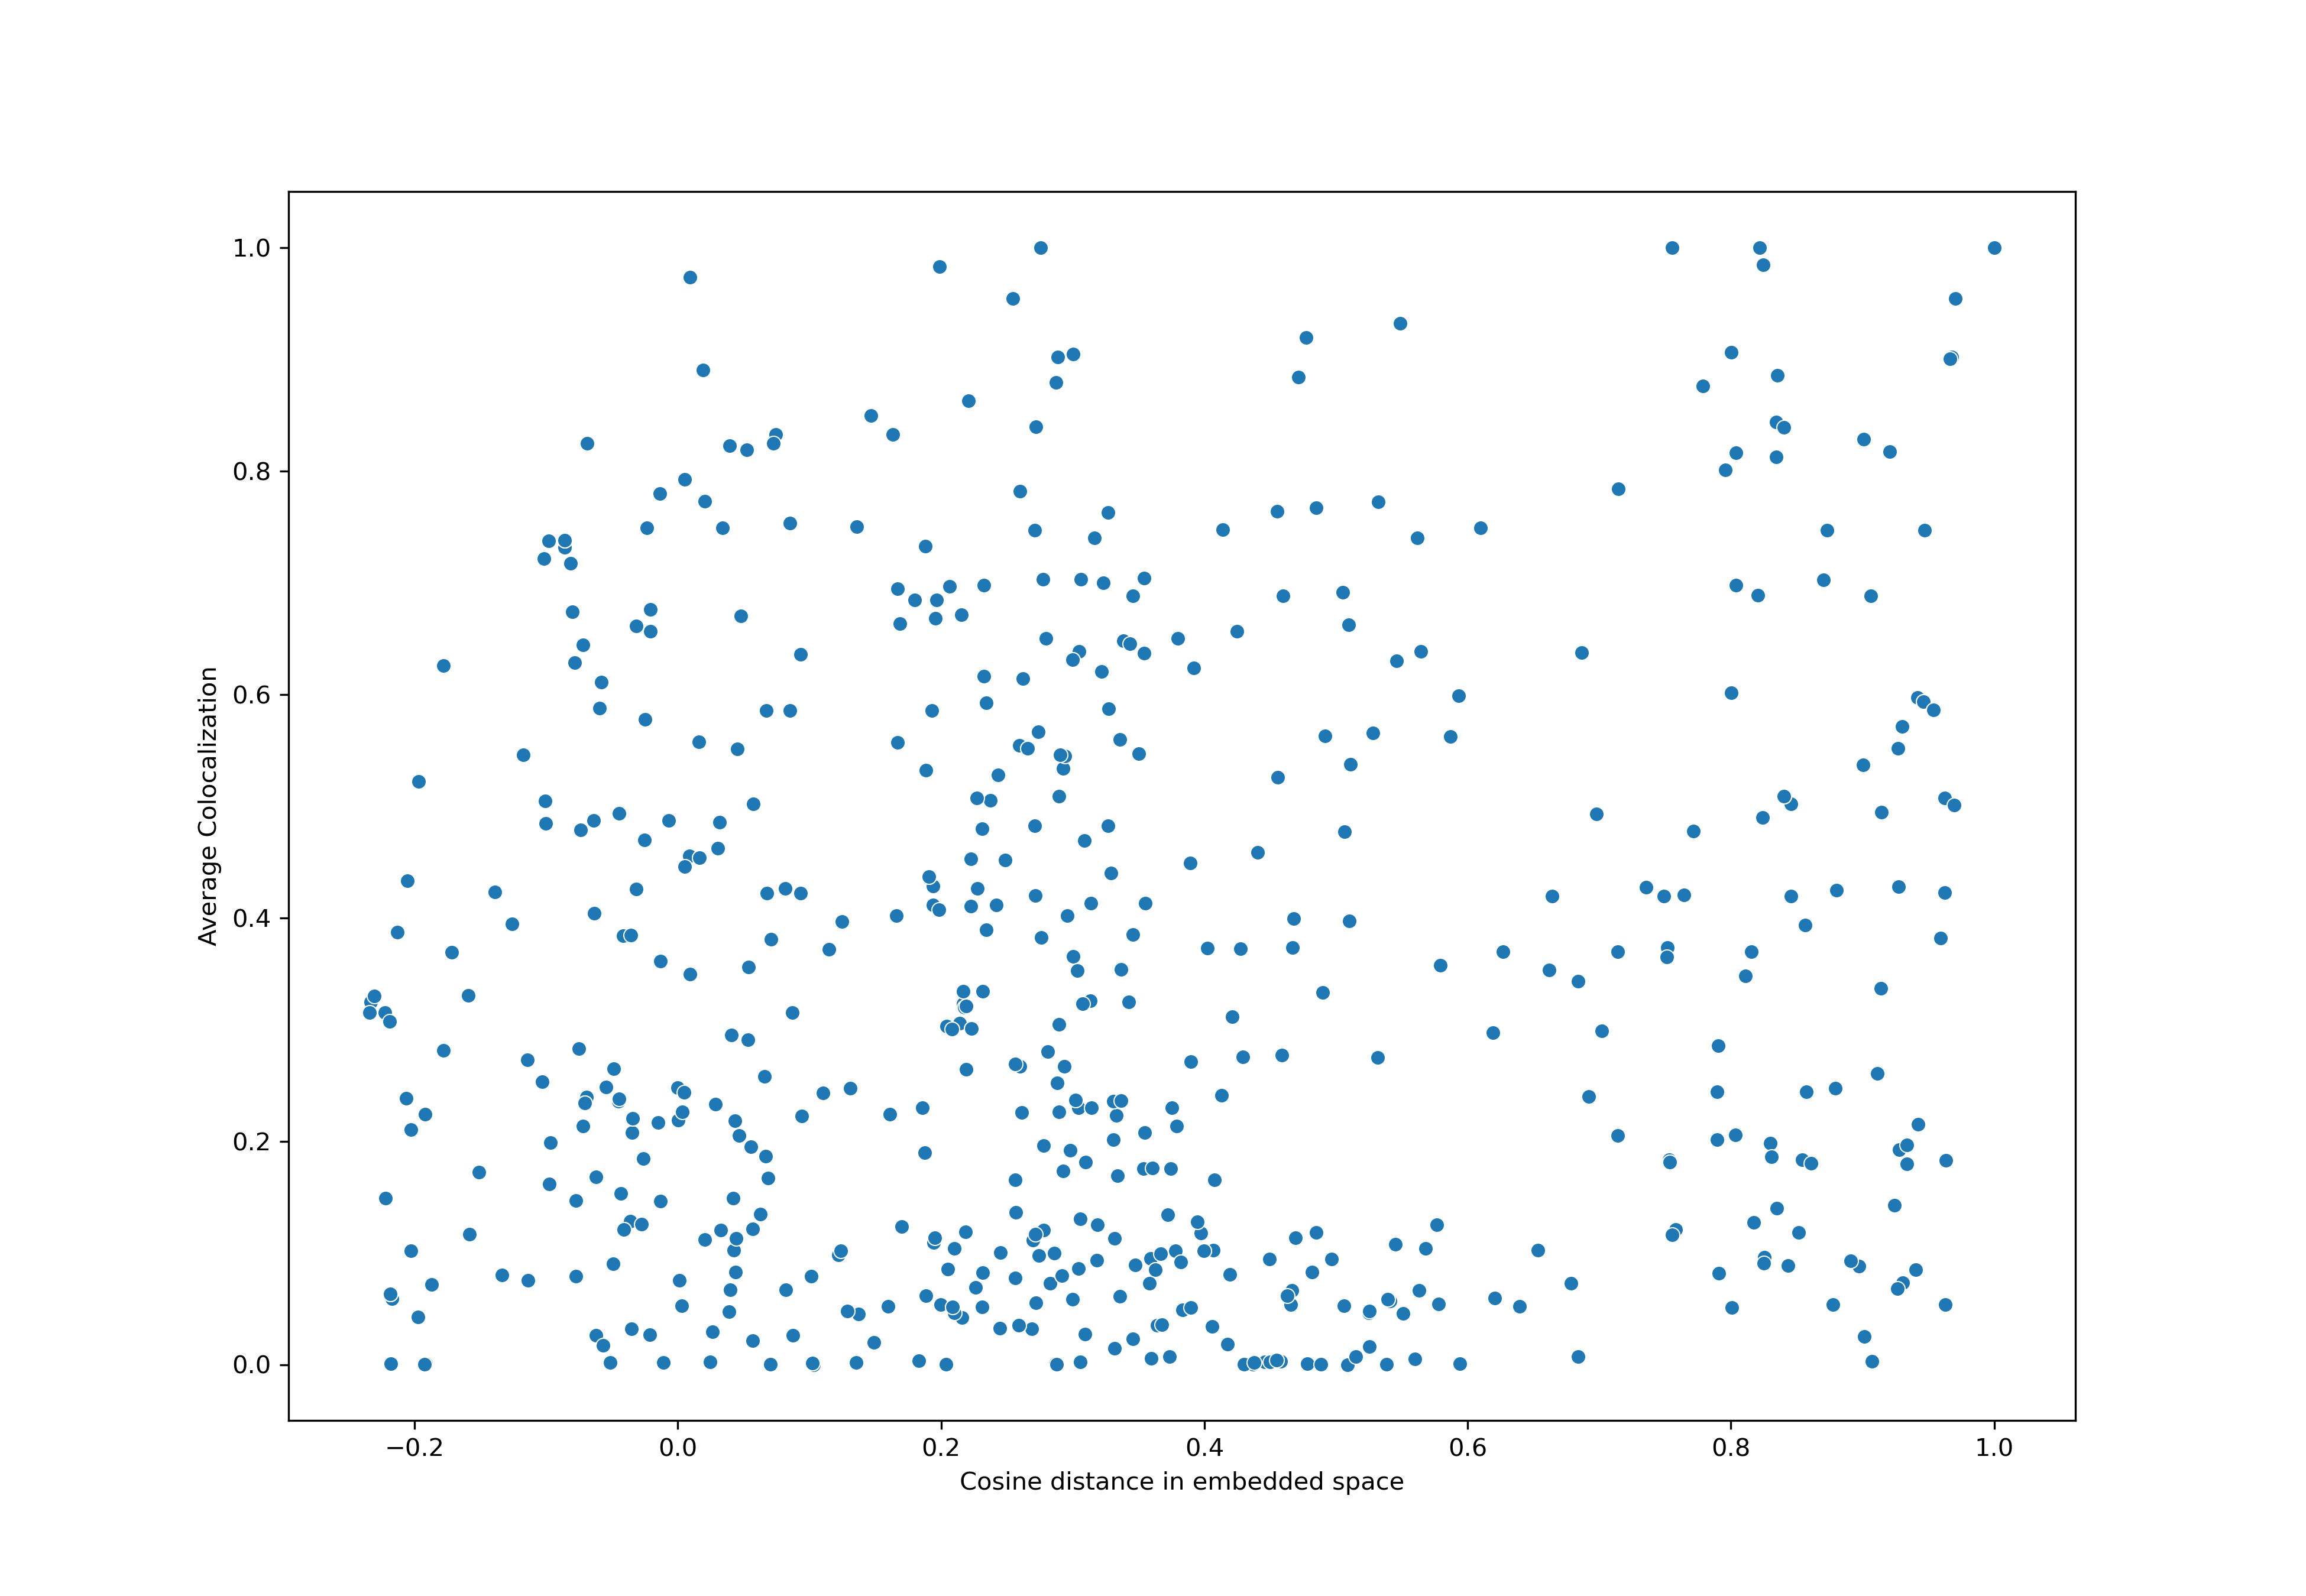 Average Colocalization
1.0
0.8
0.6
0.4
0.2
0.0
−0.2 0.0 0.2 0.4 0.6 0.8 1.0
Cosine distance in embedded space